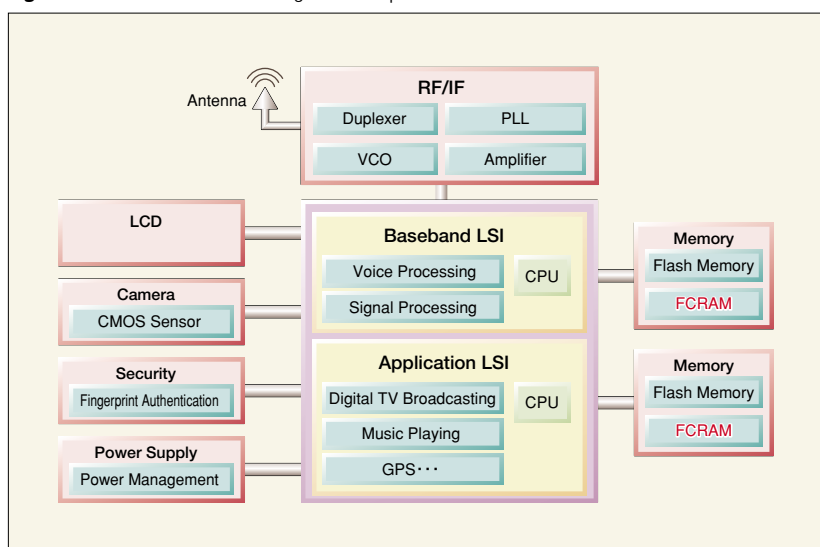 Antenna
RF/IF
Duplexer
PLL
VCO
Amplifier
LCD
Camera
CMOS Sensor
Security
Fingerprint Authentication
Power Supply
Power Management
Baseband LSI
Voice Processing
Signal Processing
CPU
Application LSI
Digital TV Broadcasting
Music Playing
GPS···
CPU
Memory
Flash Memory
FCRAM
Memory
Flash Memory
FCRAM